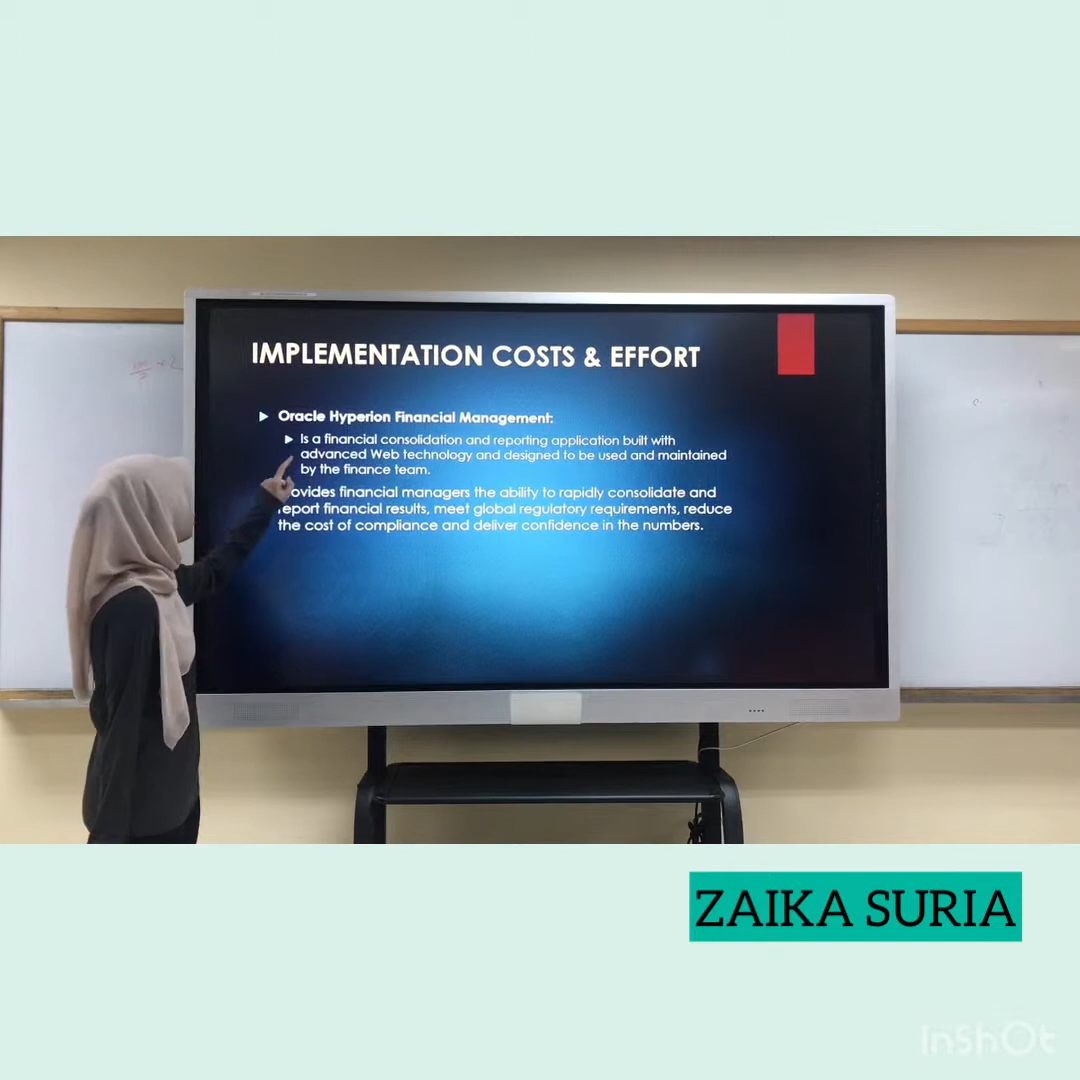 IMPLEMENTATION COSTS & EFFORT
Oracle Hyperion Financial Management:
Is a financial consolidation and reporting application built with
advanced Web technology and designed to be used and maintained
by the finance team.
financial managers the ability to rapidly consolidate and
financial results, meet global regulatory requirements, reduce
the cost of compliance and deliver confidence in the numbers.
ZAIKA SURIA
InShOt